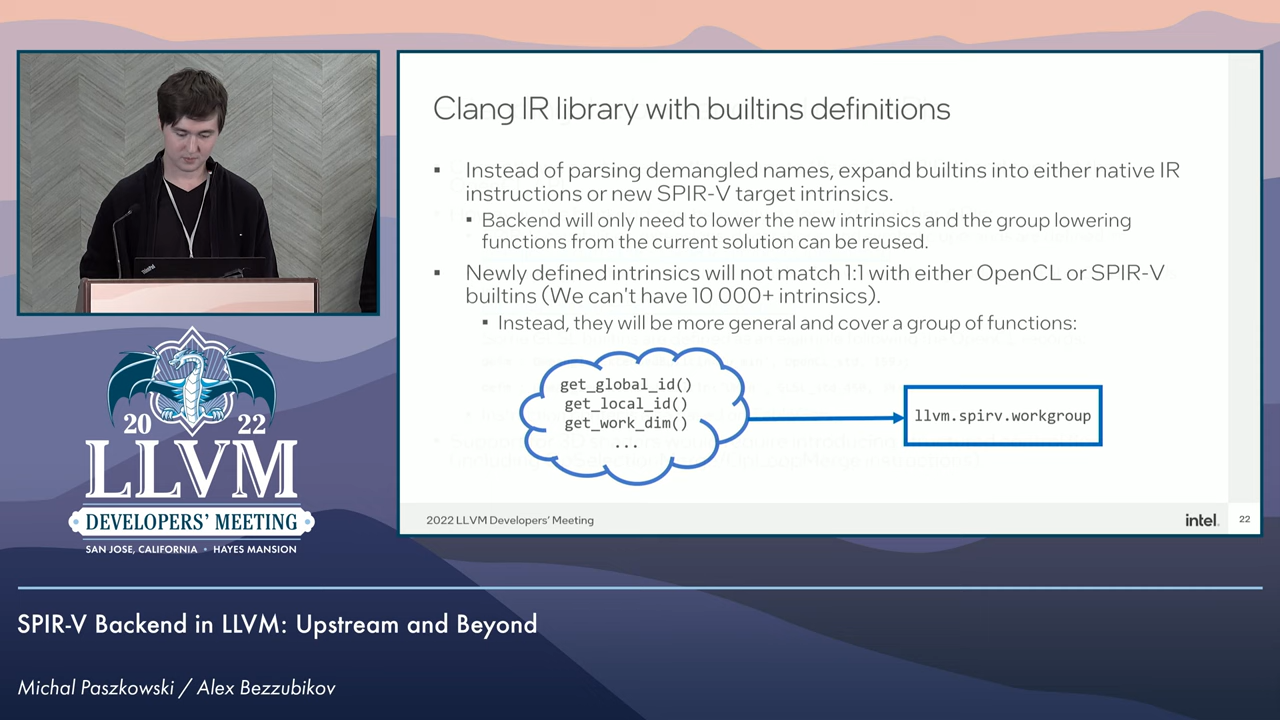 Clang IR library with builtins definitions
▪ Instead of parsing demangled names, expand builtins into either native IR
instructions or new SPIR-V target intrinsics.
▪ Backend will only need to lower the new intrinsics and the group lowering
functions from the current solution can be reused.
▪ Newly defined intrinsics will not match 1:1 with either OpenCL or SPIR-V
builtins (We can't have 10 000+ intrinsics).
▪ Instead, they will be more general and cover a group of functions:
get_global_id()
get_local_id()
get_work_dim()
...
llvm.spirv.workgroup
2022 LLVM Developers' Meeting
intel.
22
ThinkPad
20 22
LLVM
DEVELOPERS' MEETING
SAN JOSE, CALIFORNIA • HAYES MANSION
SPIR-V Backend in LLVM: Upstream and Beyond
Michal Paszkowski / Alex Bezzubikov